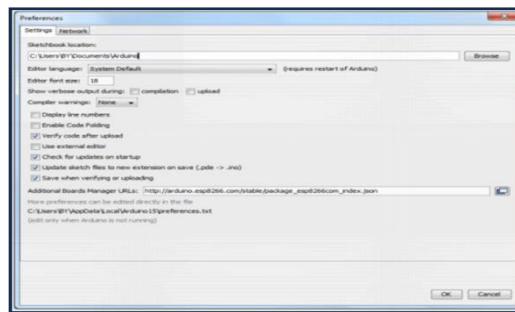 Preferences
Settings Network
Sketchbook location:
C:\Users\BY\Documents\Arduino Browse
Editor language: System Default (requires restart of Arduino)
Editor font size: 18
Show verbose output during: compilation upload
Compiler warnings: None
Display line numbers
Enable Code Folding
Verify code after upload
Use external editor
Check for updates on startup
Update sketch files to new extension on save (.pde -> .ino)
Save when verifying or uploading
Additional Boards Manager URLs: http://arduino.esp8266.com/stable/package_esp8266com_index.json
More preferences can be edited directly in the file
C:\Users\BY\AppData\Local\Arduino15\preferences.txt
(edit only when Arduino is not running)
OK Cancel